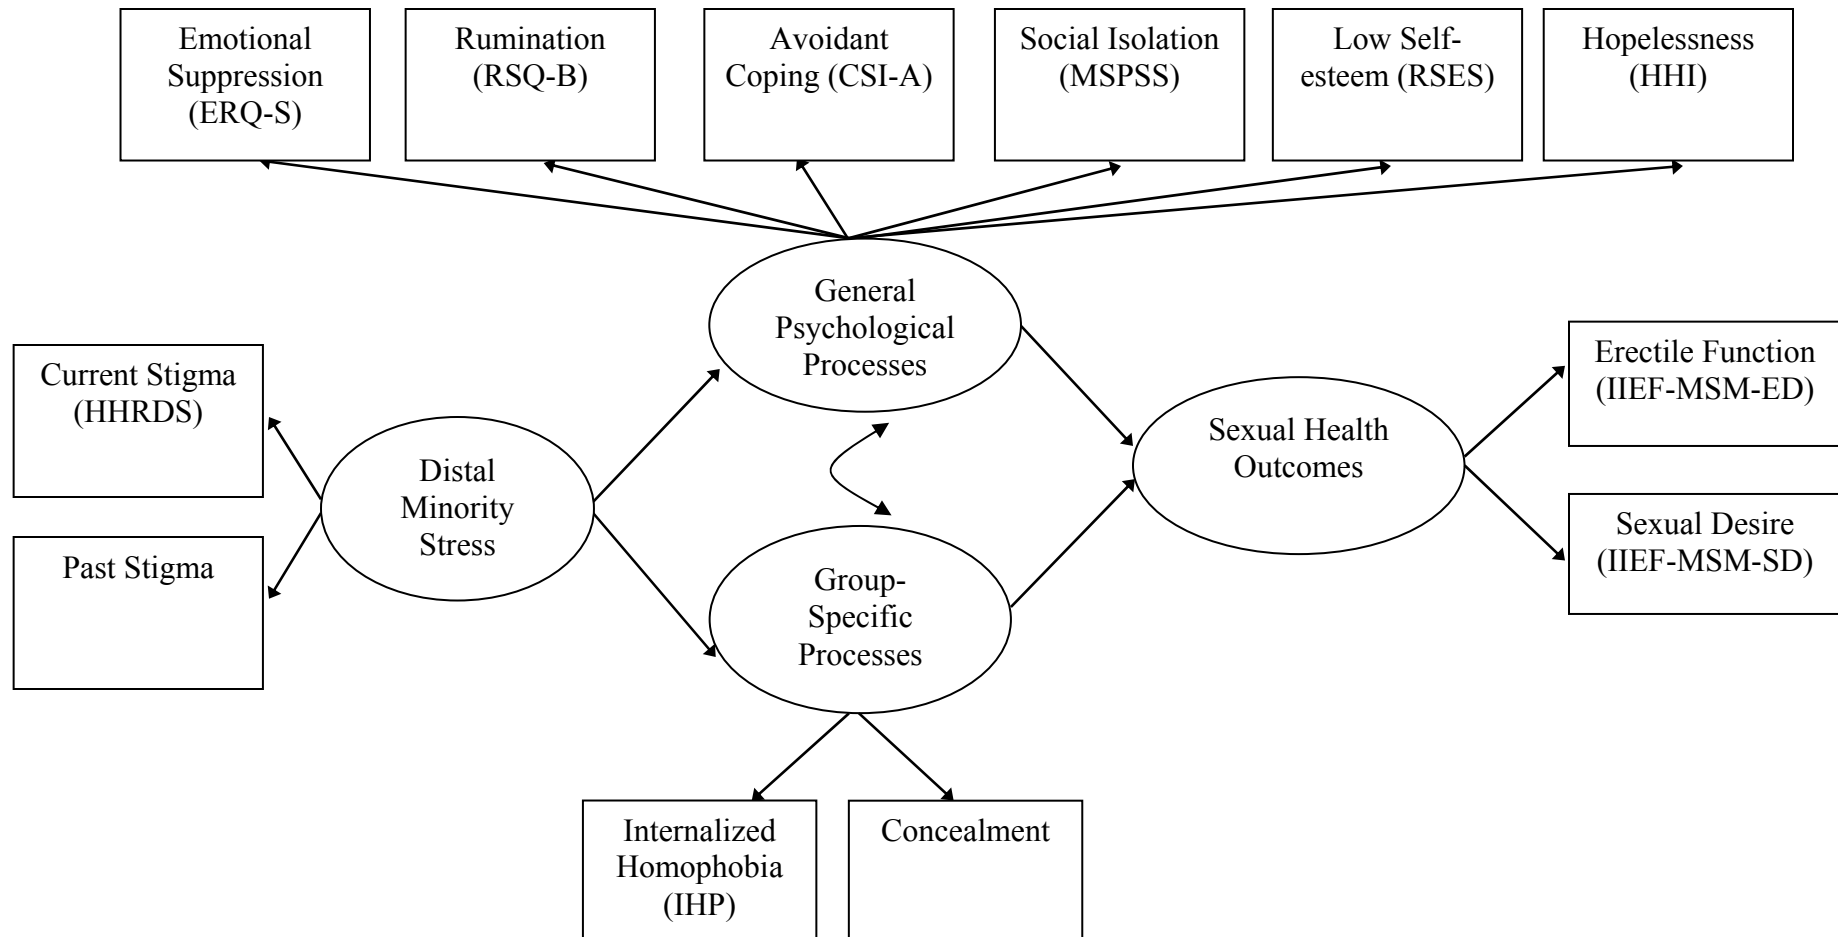 Emotional
Suppression
(ERQ-S)
Rumination
(RSQ-B)
Avoidant
Coping (CSI-A)
Social Isolation
(MSPSS)
Low Self-
esteem (RSES)
Hopelessness
(HHI)
General
Psychological
Processes
Current Stigma
(HHRDS)
Past Stigma
Distal
Minority
Stress
Sexual Health
Outcomes
Erectile Function
(IIEF-MSM-ED)
Sexual Desire
(IIEF-MSM-SD)
Group-
Specific
Processes
Internalized
Homophobia
(IHP)
Concealment